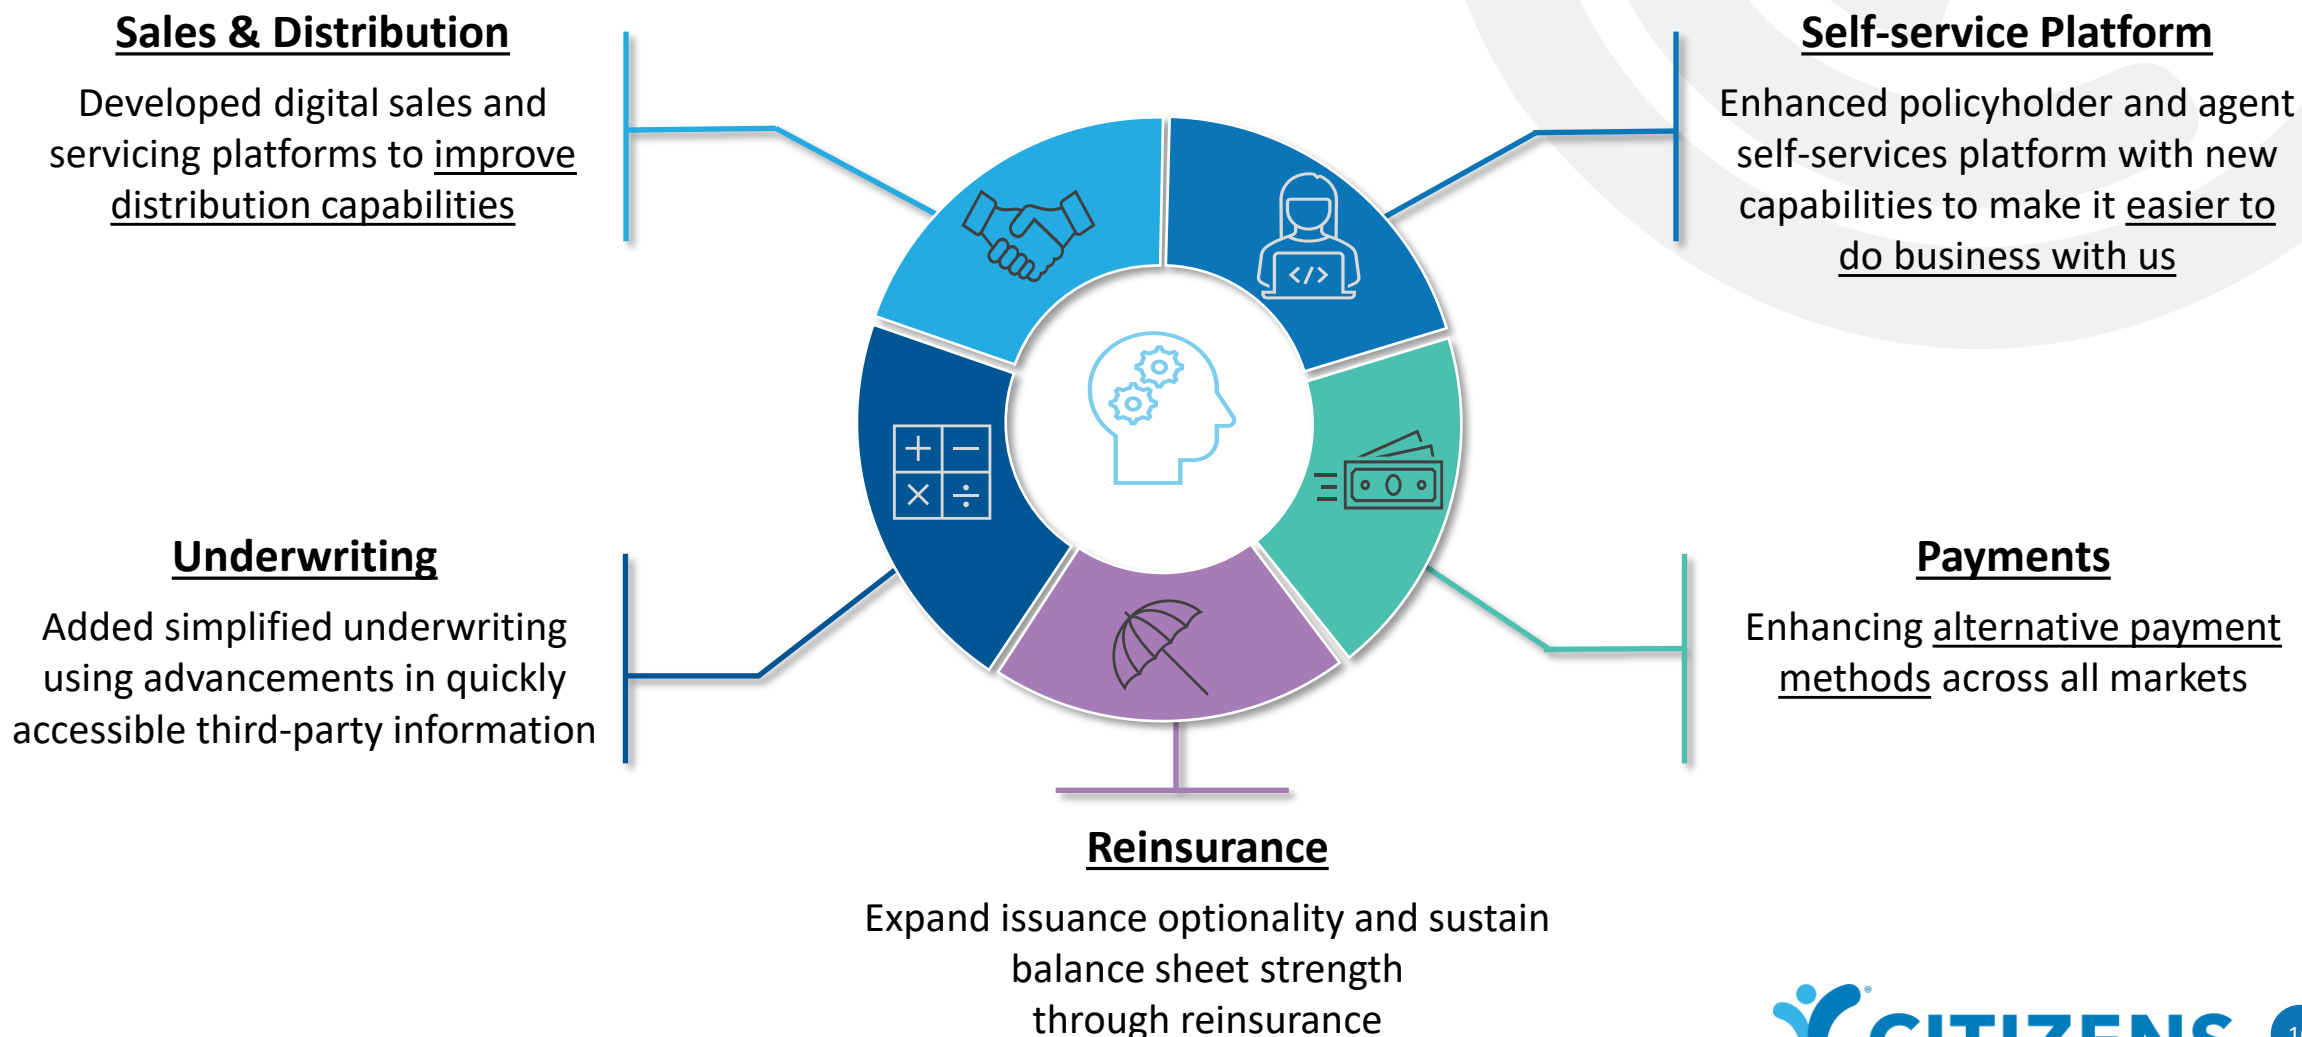 Sales & Distribution
Developed digital sales and
servicing platforms to improve
distribution capabilities
Self-service Platform
Enhanced policyholder and agent
self-services platform with new
capabilities to make it easier to
do business with us
</>
Underwriting
Added simplified underwriting
using advancements in quickly
accessible third-party information
Payments
Enhancing alternative payment
methods across all markets
Reinsurance
Expand issuance optionality and sustain
balance sheet strength
through reinsurance
CITIZENS